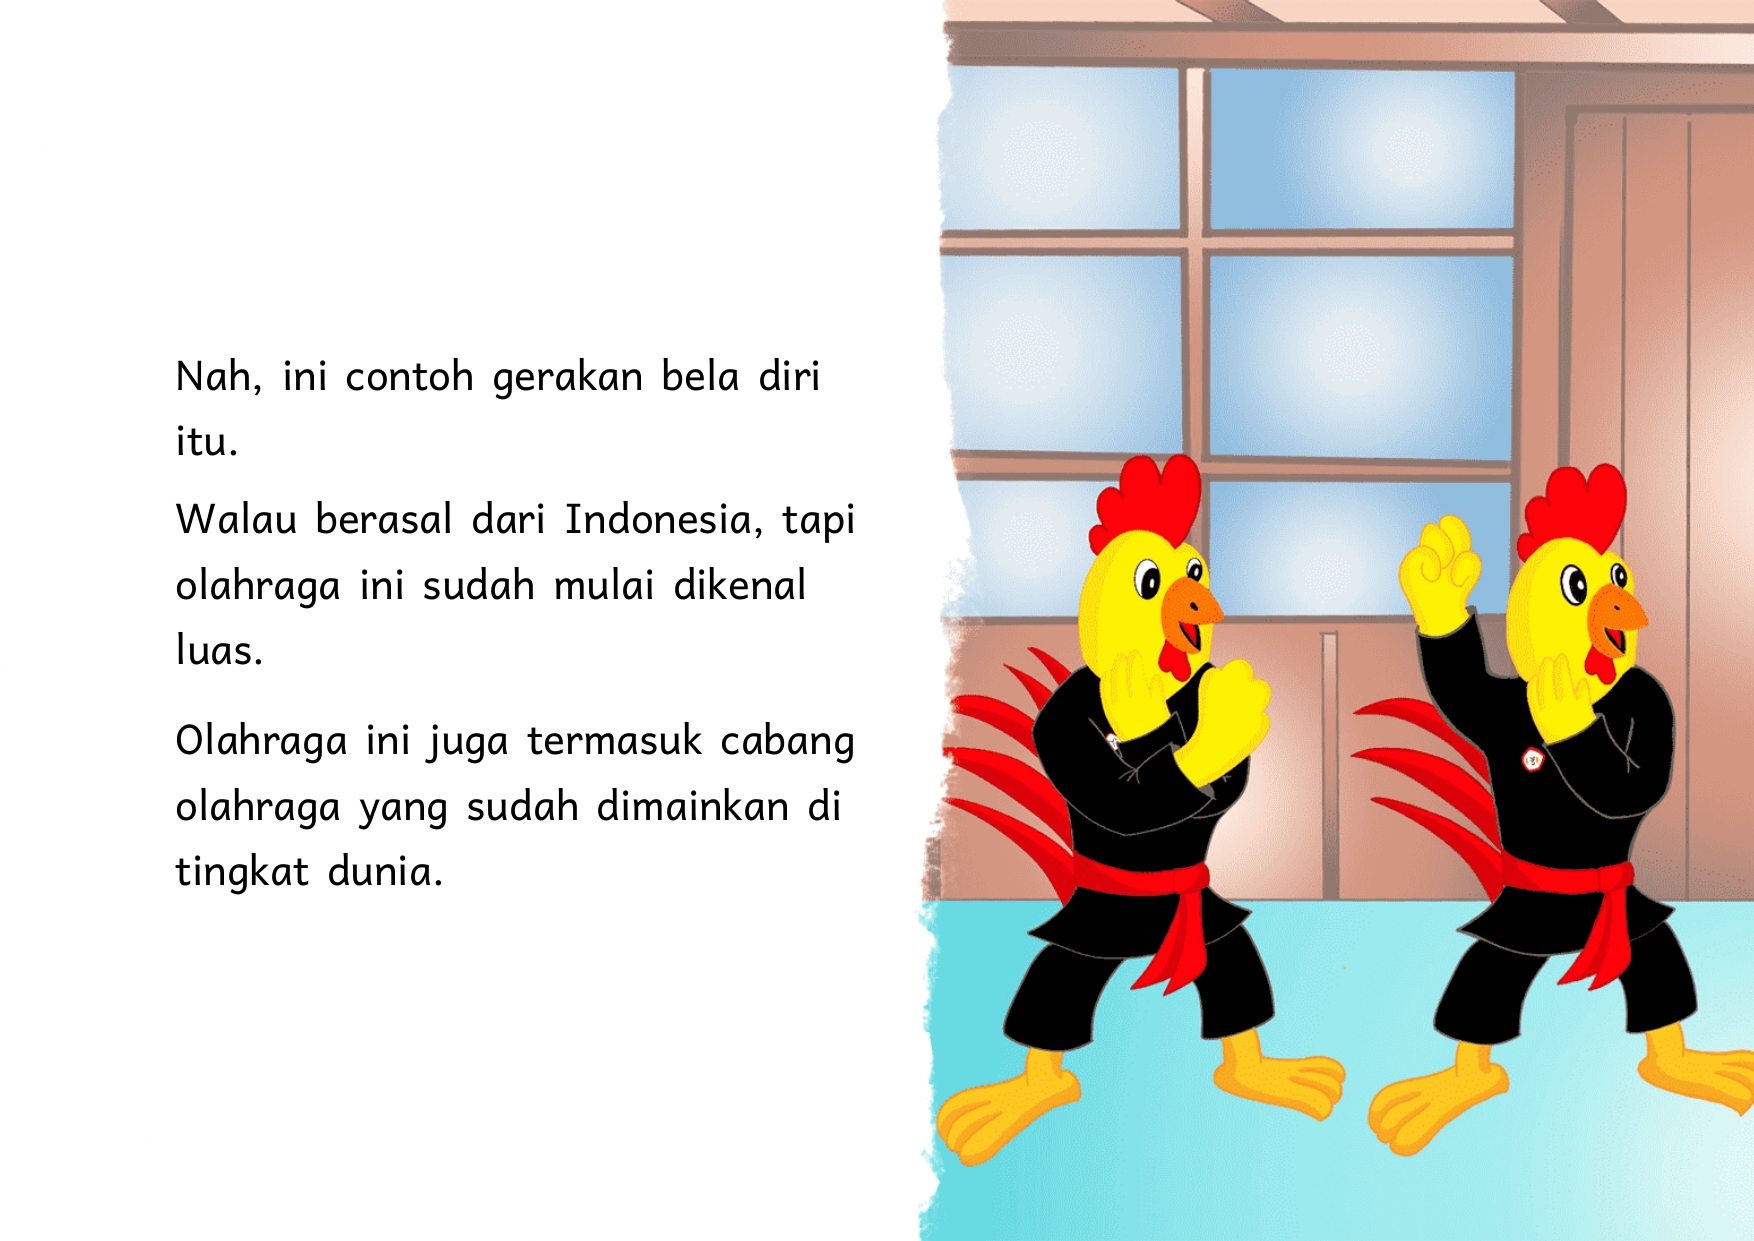 Nah, ini contoh gerakan bela diri
itu.
Walau berasal dari Indonesia, tapi
olahraga ini sudah mulai dikenal
luas.
Olahraga ini juga termasuk cabang
olahraga yang sudah dimainkan di
tingkat dunia.